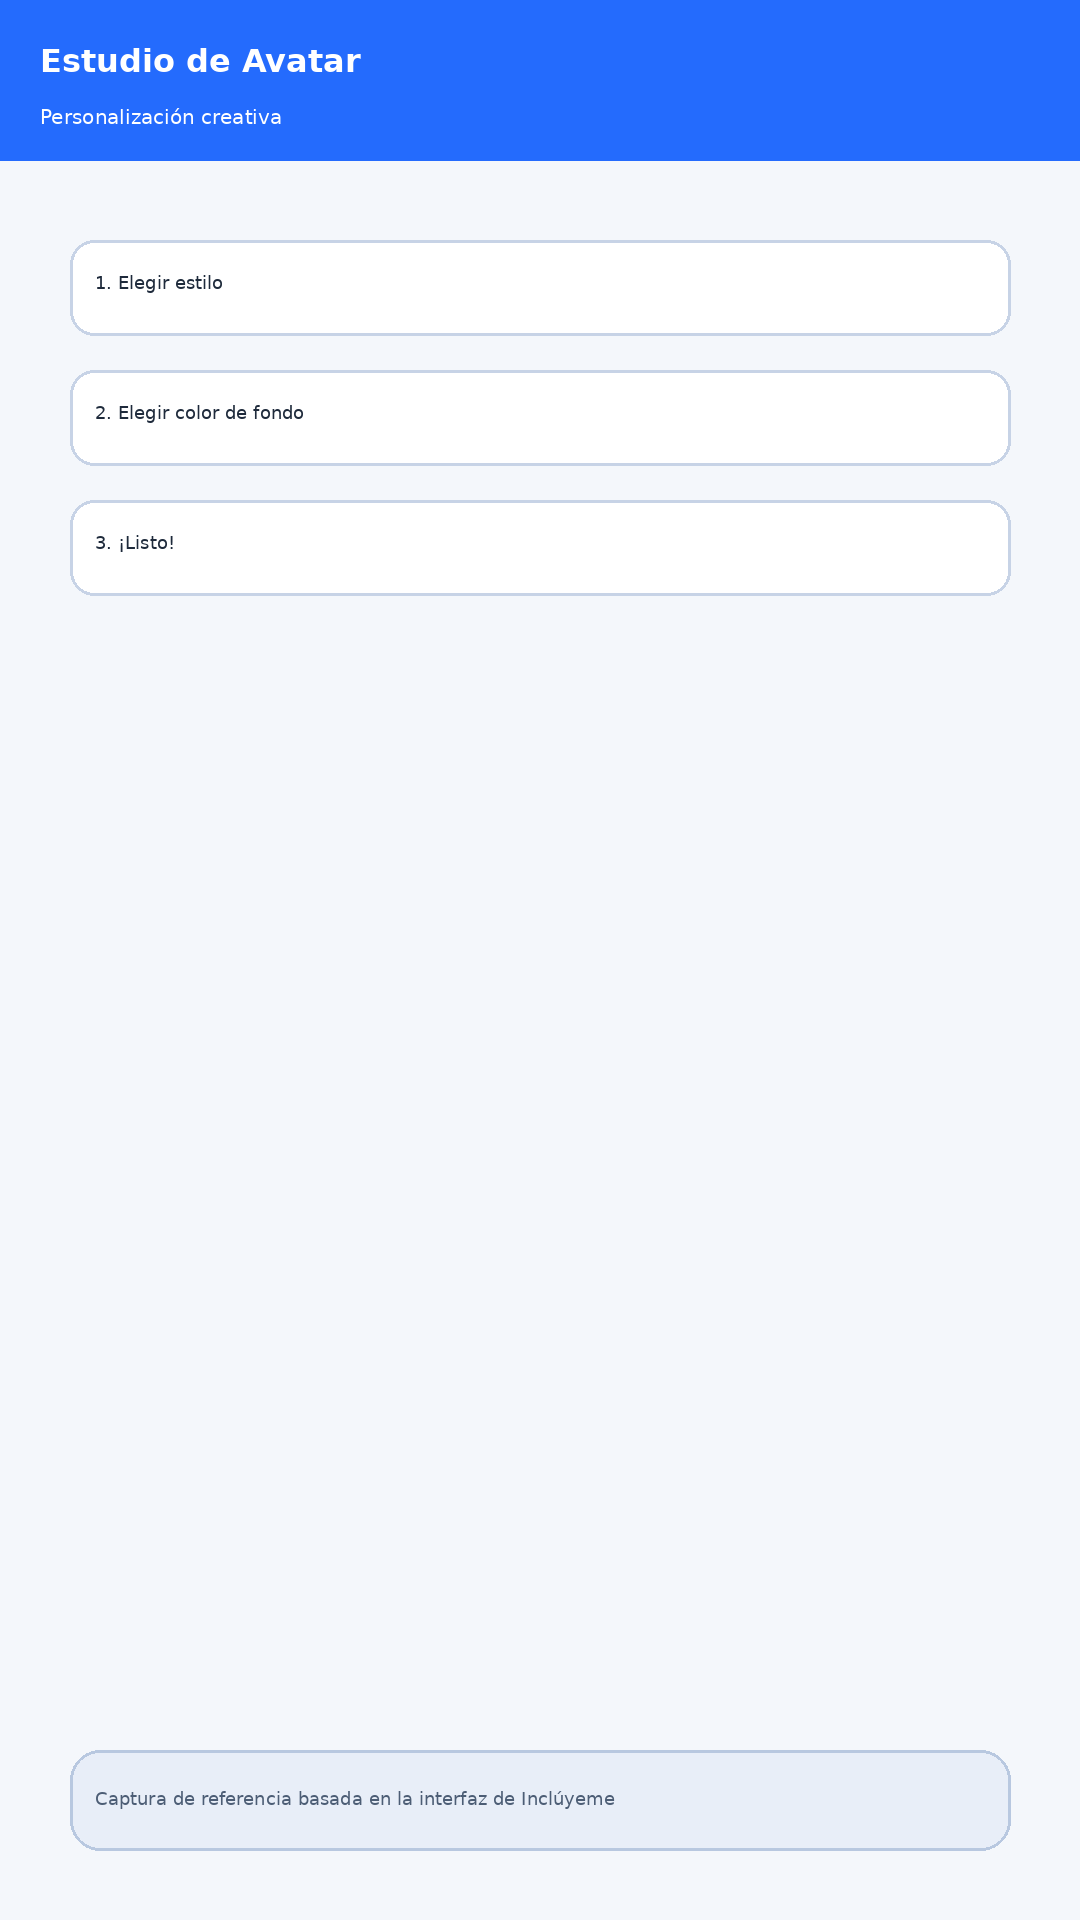 Estudio de Avatar
Personalización creativa
1. Elegir estilo
2. Elegir color de fondo
3. ¡Listo!
Captura de referencia basada en la interfaz de Inclúyeme